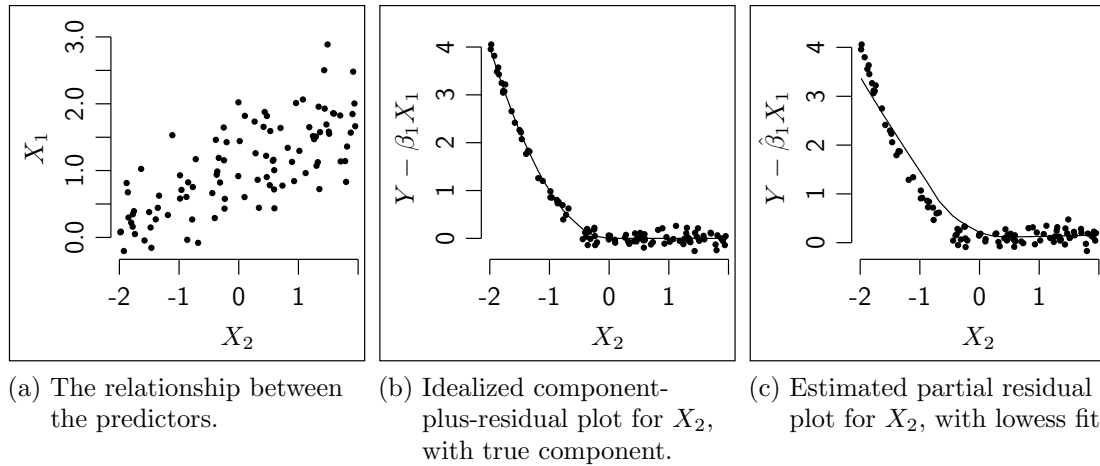 3.0
2.0
1.0
0.0
X₁
-2 -1 0 1
X₂
4
3
2
1
0
Y − β₁X₁
-2 -1 0 1
X₂
4
3
2
1
0
Y − β̂₁X₁
-2 -1 0 1
X₂
(a) The relationship between
the predictors.
(b) Idealized component-
plus-residual plot for X₂,
with true component.
(c) Estimated partial residual
plot for X₂, with lowess fit